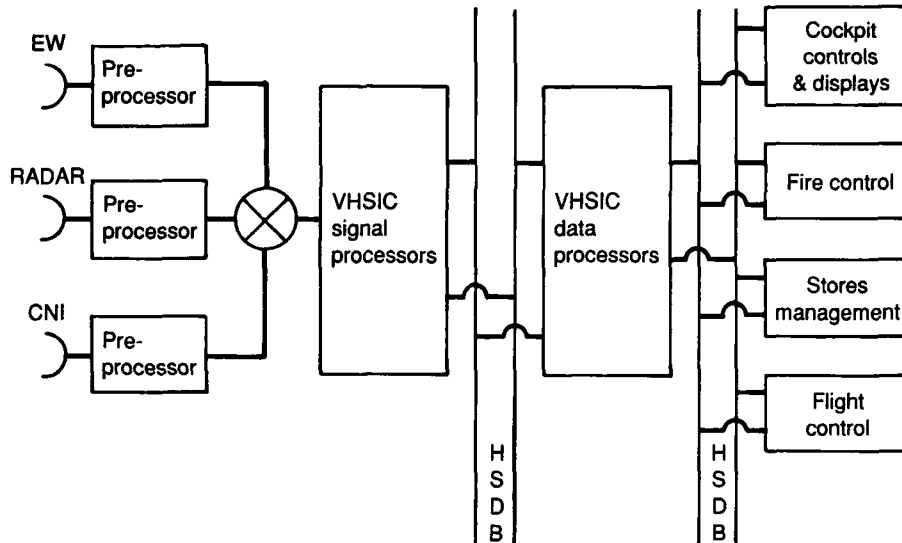 EW
Pre-
processor
RADAR
Pre-
processor
CNI
Pre-
processor
VHSIC
signal
processors
H
S
D
B
VHSIC
data
processors
H
S
D
B
Cockpit
controls
& displays
Fire control
Stores
management
Flight
control